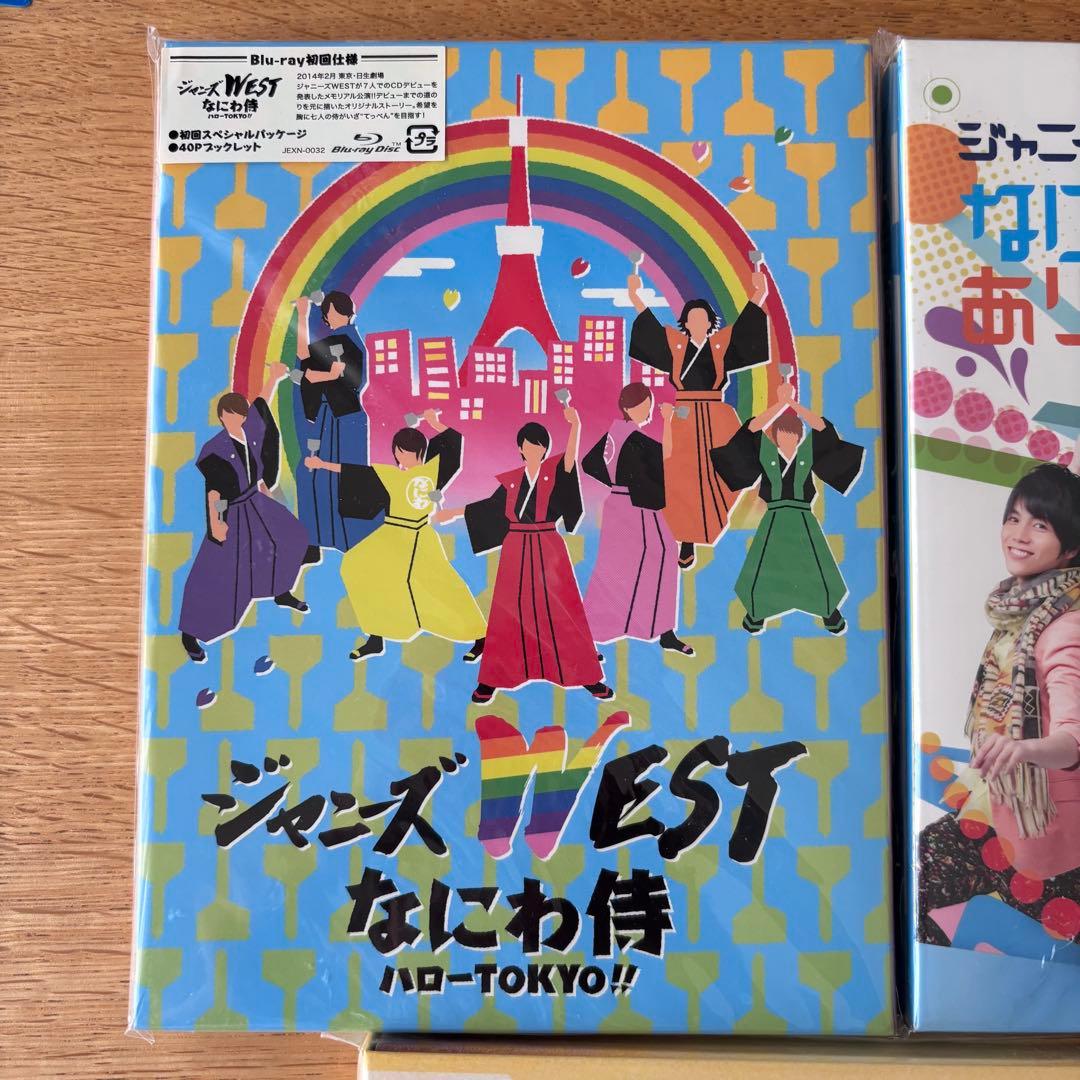 Blu-ray初回仕様
ジャニーズWEST
なにわ侍
ハローTOKYO!!
2014年2月 東京・日生劇場
ジャニーズWESTが7人でのCDデビューを
発表したメモリアル公演!!デビューまでの道の
りを元に描いたオリジナルストーリー。希望を
胸に七人の侍がいざ“てっぺん”を目指す!
●初回スペシャルパッケージ
●40Pブックレット
JEXN-0032
Blu-ray Disc™
プラ
なにわ
ジャニーズWEST
なにわ侍
ハローTOKYO!!
ジャニ
なに
あり